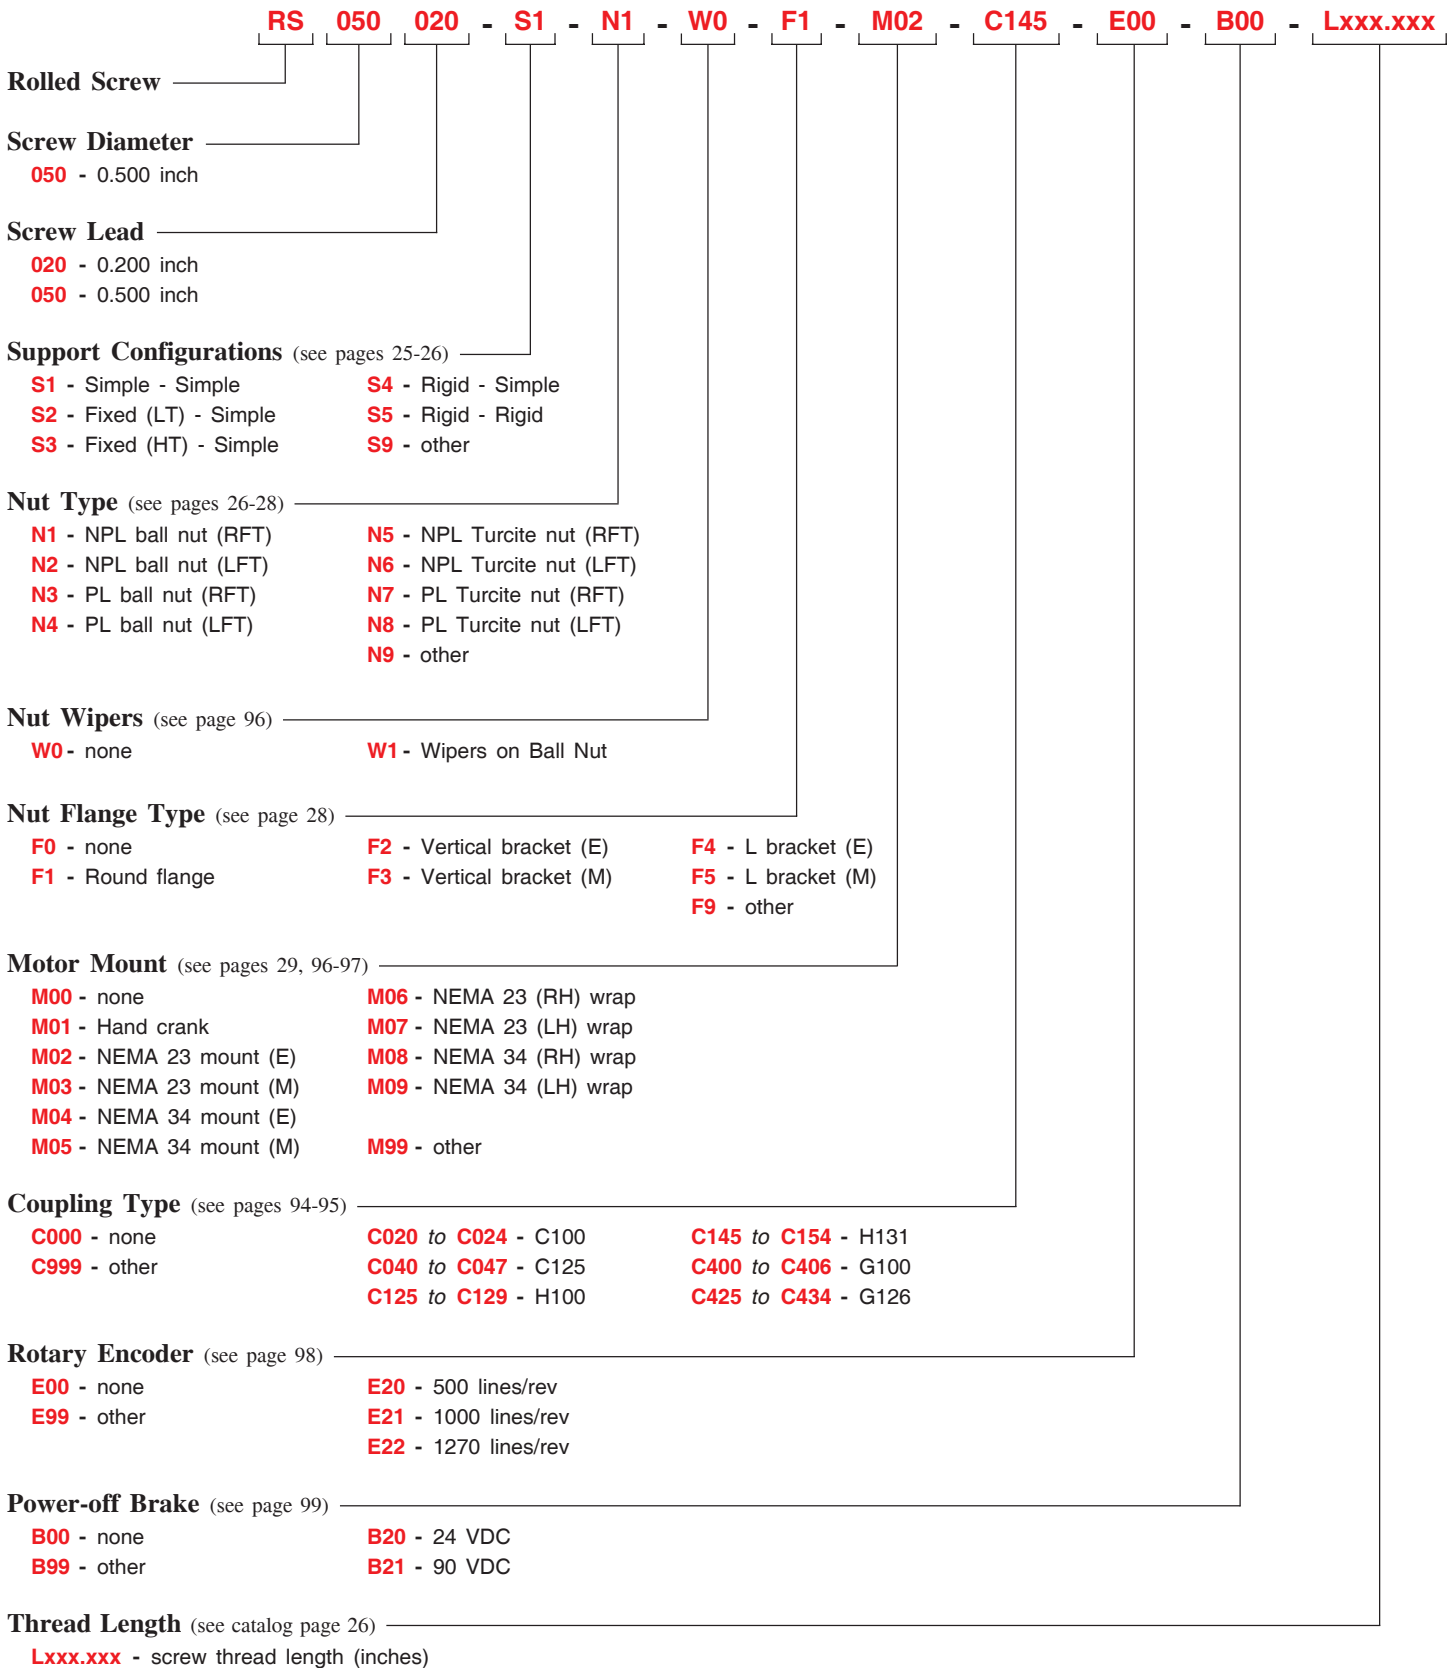 RS 050 020 - S1 - N1 - W0 - F1 - M02 - C145 - E00 - B00 - Lxxx.xxx
Rolled Screw
Screw Diameter
050 - 0.500 inch
Screw Lead
020 - 0.200 inch
050 - 0.500 inch
Support Configurations (see pages 25-26)
S1 - Simple - Simple S4 - Rigid - Simple
S2 - Fixed (LT) - Simple S5 - Rigid - Rigid
S3 - Fixed (HT) - Simple S9 - other
Nut Type (see pages 26-28)
N1 - NPL ball nut (RFT) N5 - NPL Turcite nut (RFT)
N2 - NPL ball nut (LFT) N6 - NPL Turcite nut (LFT)
N3 - PL ball nut (RFT) N7 - PL Turcite nut (RFT)
N4 - PL ball nut (LFT) N8 - PL Turcite nut (LFT)
N9 - other
Nut Wipers (see page 96)
W0 - none W1 - Wipers on Ball Nut
Nut Flange Type (see page 28)
F0 - none F2 - Vertical bracket (E) F4 - L bracket (E)
F1 - Round flange F3 - Vertical bracket (M) F5 - L bracket (M)
F9 - other
Motor Mount (see pages 29, 96-97)
M00 - none M06 - NEMA 23 (RH) wrap
M01 - Hand crank M07 - NEMA 23 (LH) wrap
M02 - NEMA 23 mount (E) M08 - NEMA 34 (RH) wrap
M03 - NEMA 23 mount (M) M09 - NEMA 34 (LH) wrap
M04 - NEMA 34 mount (E)
M05 - NEMA 34 mount (M) M99 - other
Coupling Type (see pages 94-95)
C000 - none C020 to C024 - C100 C145 to C154 - H131
C999 - other C040 to C047 - C125 C400 to C406 - G100
C125 to C129 - H100 C425 to C434 - G126
Rotary Encoder (see page 98)
E00 - none E20 - 500 lines/rev
E99 - other E21 - 1000 lines/rev
E22 - 1270 lines/rev
Power-off Brake (see page 99)
B00 - none B20 - 24 VDC
B99 - other B21 - 90 VDC
Thread Length (see catalog page 26)
Lxxx.xxx - screw thread length (inches)